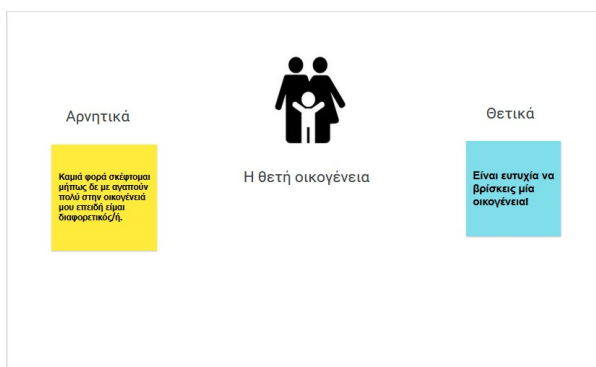 Αρνητικά
Καμιά φορά σκέφτομαι
μήπως δε με αγαπούν
πολύ στην οικογένειά
μου επειδή είμαι
διαφορετικός/ή.
Η θετή οικογένεια
Θετικά
Είναι ευτυχία να
βρίσκεις μία
οικογένεια!